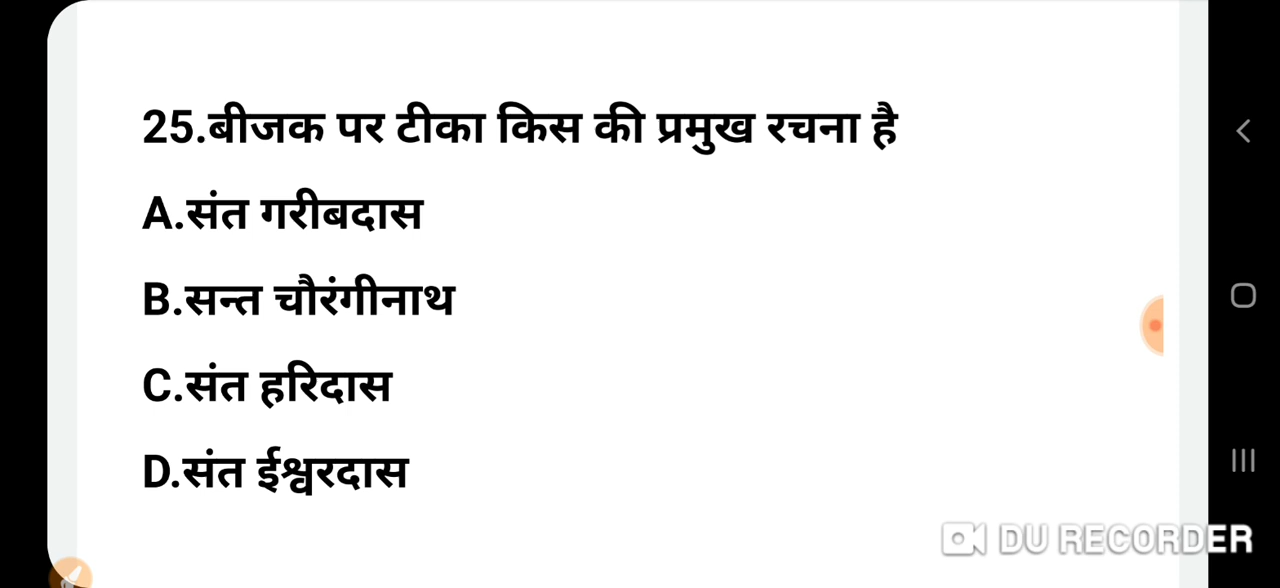 25.बीजक पर टीका किस की प्रमुख रचना है
A.संत गरीबदास
B.सन्त चौरंगीनाथ
C.संत हरिदास
D.संत ईश्वरदास
DU RECORDER